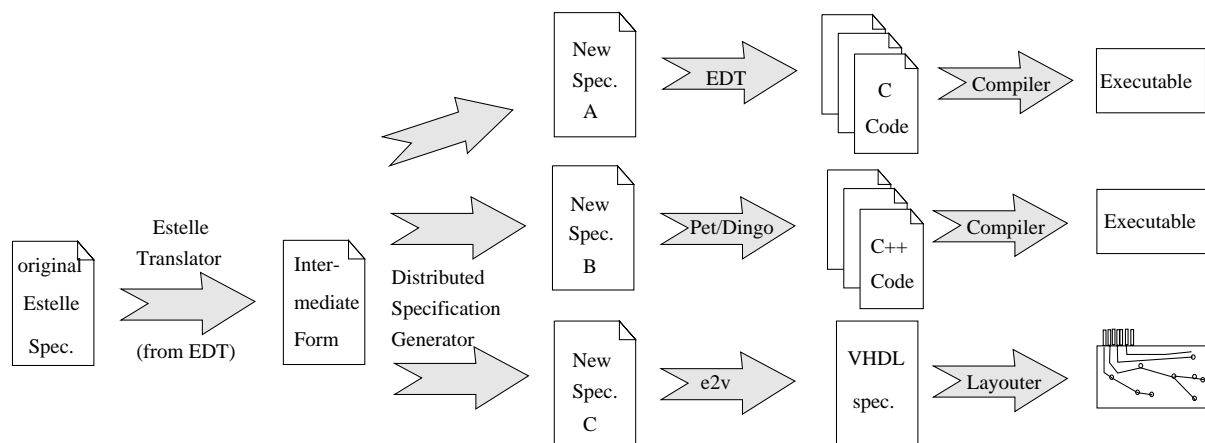 New
Spec.
A
EDT
C
Code
Compiler
Executable
New
Spec.
B
Pet/Dingo
C++
Code
Compiler
Executable
original
Estelle
Spec.
Estelle
Translator
(from EDT)
Inter-
mediate
Form
Distributed
Specification
Generator
New
Spec.
C
e2v
VHDL
spec.
Layouter